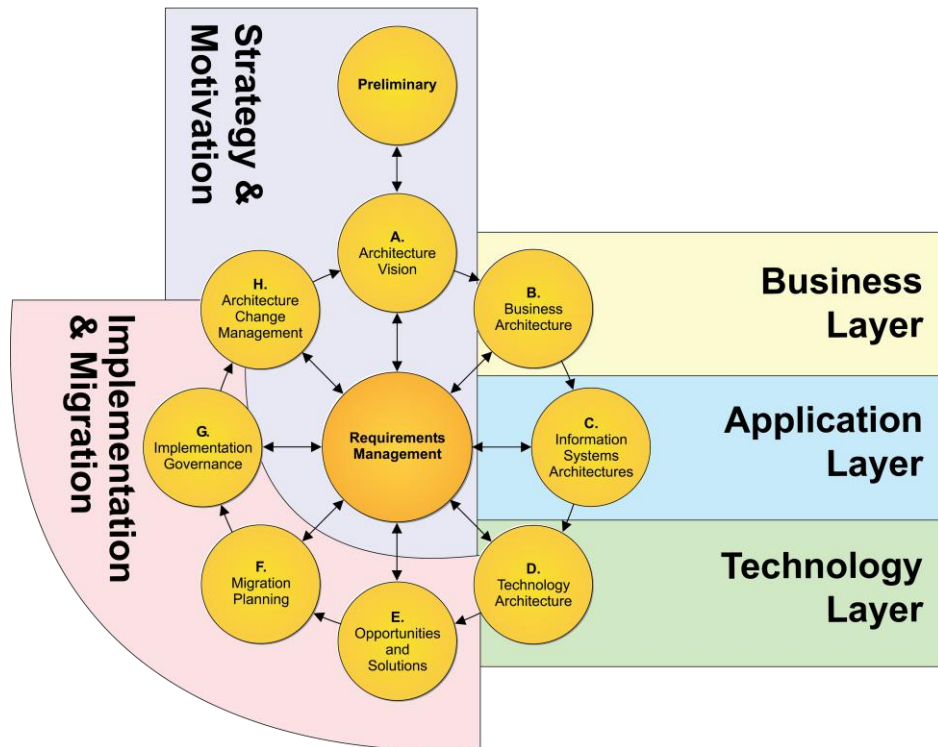 Strategy &
Motivation
Preliminary
A.
Architecture
Vision
H.
Architecture
Change
Management
B.
Business
Architecture
Business
Layer
Implementation
& Migration
G.
Implementation
Governance
Requirements
Management
C.
Information
Systems
Architectures
Application
Layer
F.
Migration
Planning
E.
Opportunities
and
Solutions
D.
Technology
Architecture
Technology
Layer